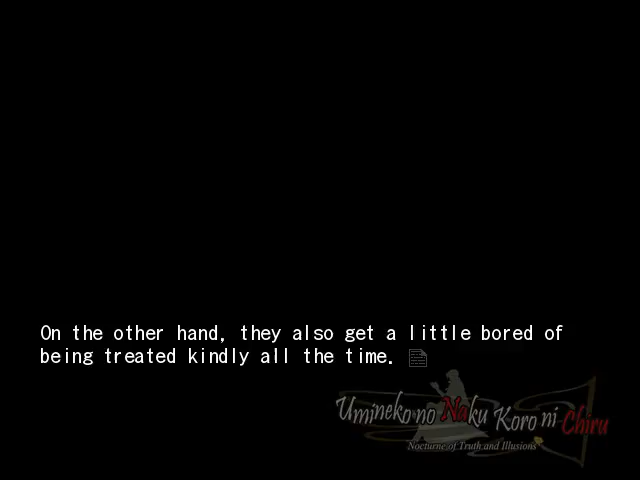 On the other hand, they also get a little bored of
being treated kindly all the time.
Umineko no Naku Koro ni Chiru
Nocturne of Truth and Illusions